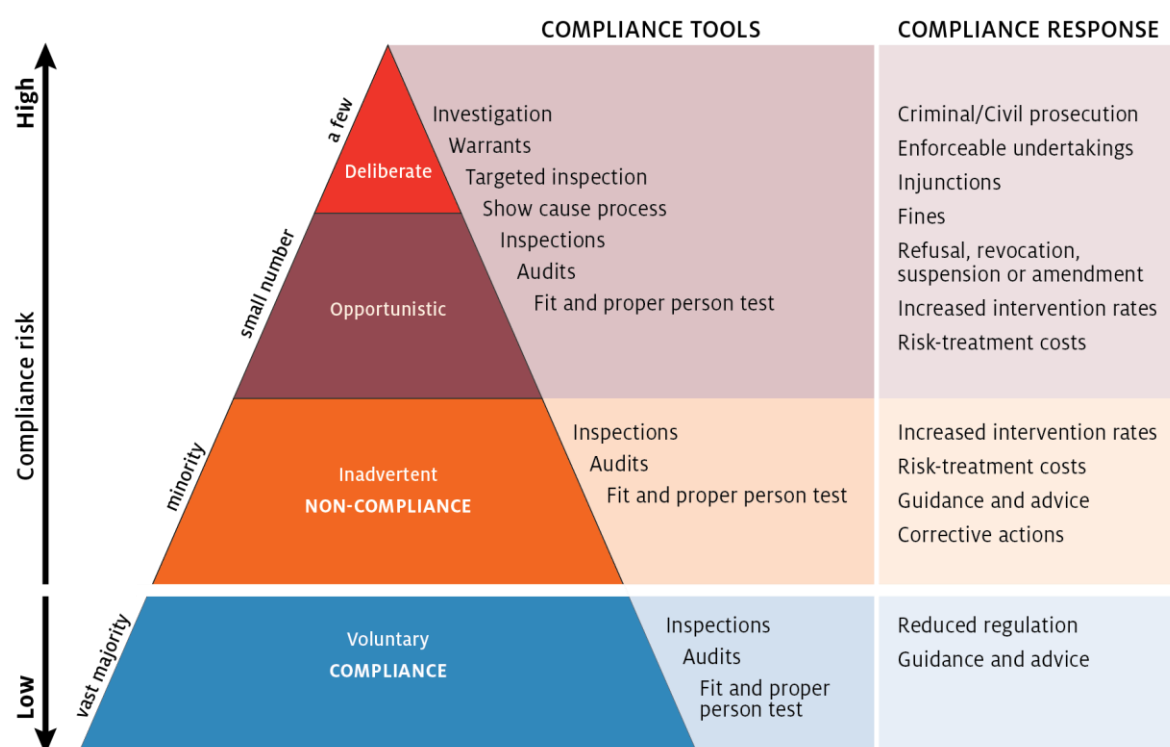 COMPLIANCE TOOLS
COMPLIANCE RESPONSE
High
Compliance risk
Low
a few
small number
minority
vast majority
Deliberate
Opportunistic
Inadvertent
NON-COMPLIANCE
Voluntary
COMPLIANCE
Investigation
Warrants
Targeted inspection
Show cause process
Inspections
Audits
Fit and proper person test
Criminal/Civil prosecution
Enforceable undertakings
Injunctions
Fines
Refusal, revocation,
suspension or amendment
Increased intervention rates
Risk-treatment costs
Inspections
Audits
Fit and proper person test
Increased intervention rates
Risk-treatment costs
Guidance and advice
Corrective actions
Inspections
Audits
Fit and proper
person test
Reduced regulation
Guidance and advice